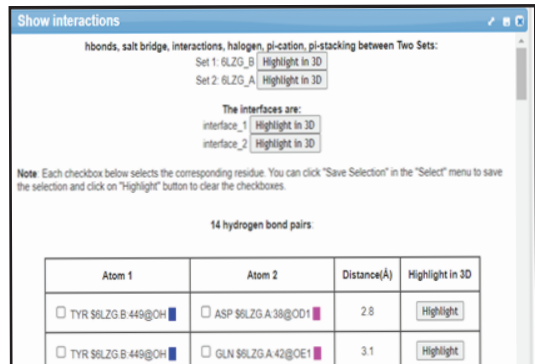 Show interactions
hbonds, salt bridge, interactions, halogen, pi-cation, pi-stacking between Two Sets:
Set 1: 6LZG_B Highlight in 3D
Set 2: 6LZG_A Highlight in 3D
The interfaces are:
interface_1 Highlight in 3D
interface_2 Highlight in 3D
Note: Each checkbox below selects the corresponding residue. You can click "Save Selection" in the "Select" menu to save
the selection and click on "Highlight" button to clear the checkboxes.
14 hydrogen bond pairs:
Atom 1 Atom 2 Distance(Å) Highlight in 3D
TYR $6LZG.B:449@OH ASP $6LZG.A:38@OD1 2.8 Highlight
TYR $6LZG.B:449@OH GLN $6LZG.A:42@OE1 3.1 Highlight